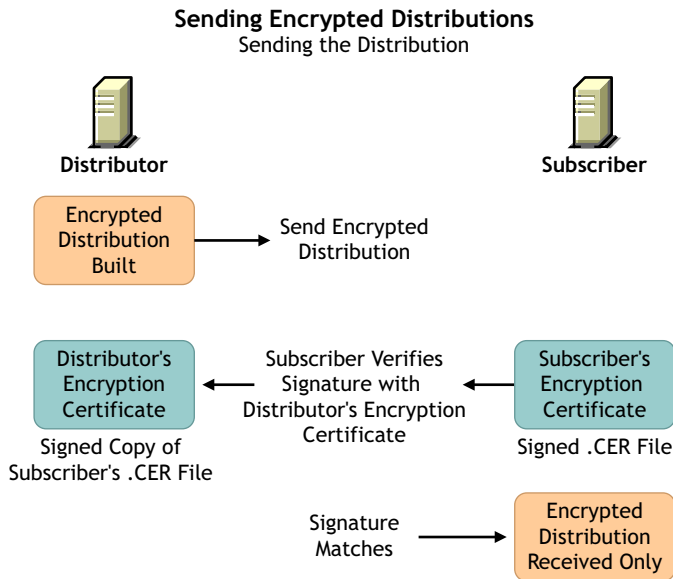 Sending Encrypted Distributions
Sending the Distribution
Distributor
Subscriber
Encrypted
Distribution
Built
Send Encrypted
Distribution
Distributor's
Encryption
Certificate
Subscriber Verifies
Signature with
Distributor's Encryption
Certificate
Subscriber's
Encryption
Certificate
Signed Copy of
Subscriber's .CER File
Signed .CER File
Signature
Matches
Encrypted
Distribution
Received Only